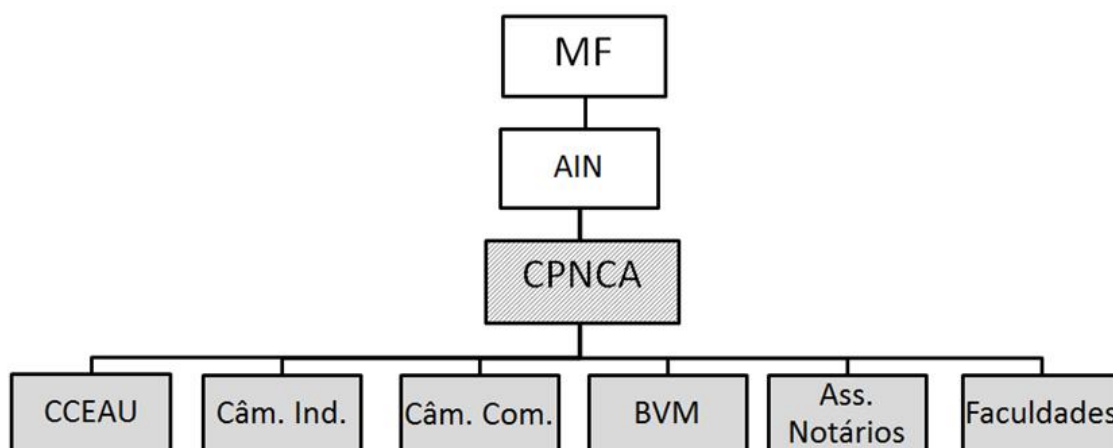 MF
AIN
CPNCA
CCEAU
Câm. Ind.
Câm. Com.
BVM
Ass.
Notários
Faculdades